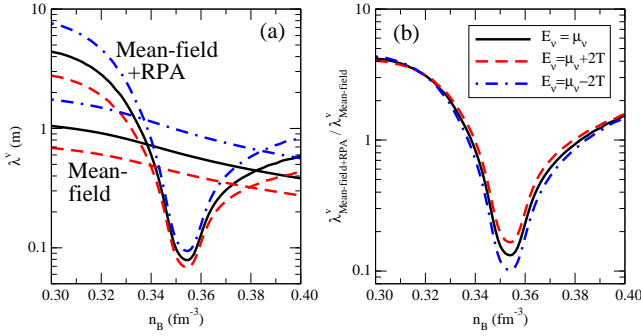 10
1
0.1
λ^ν (m)
(a)
Mean-field
+RPA
Mean-
field
0.30 0.32 0.34 0.36 0.38 0.40
n_B (fm^-3)
10
1
0.1
λ^ν_Mean-field+RPA / λ^ν_Mean-field
(b)
E_ν = μ_ν
E_ν=μ_ν+2T
E_ν=μ_ν−2T
0.30 0.32 0.34 0.36 0.38 0.40
n_B (fm^-3)